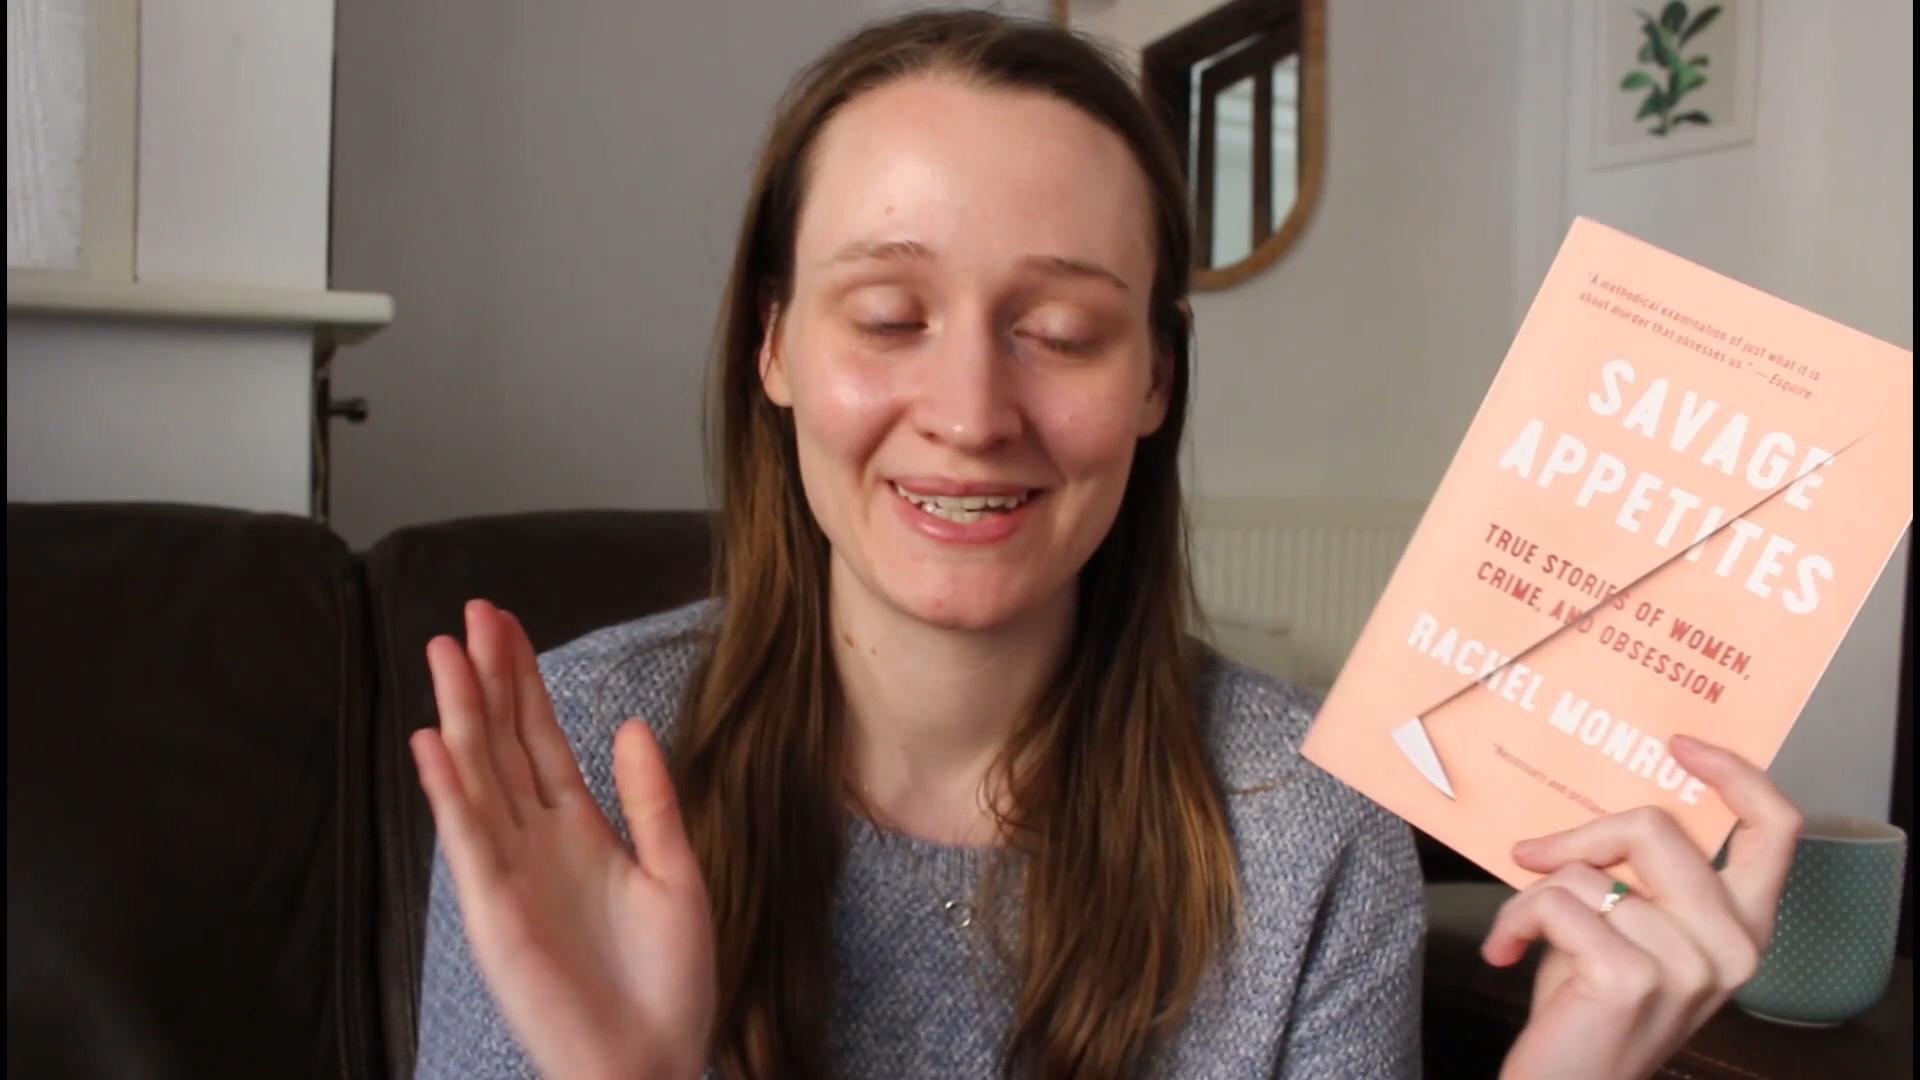 "A methodical examination of just what it is
about murder that obsesses us." —Esquire
SAVAGE
APPETITES
TRUE STORIES OF WOMEN,
CRIME, AND OBSESSION
RACHEL MONROE
and